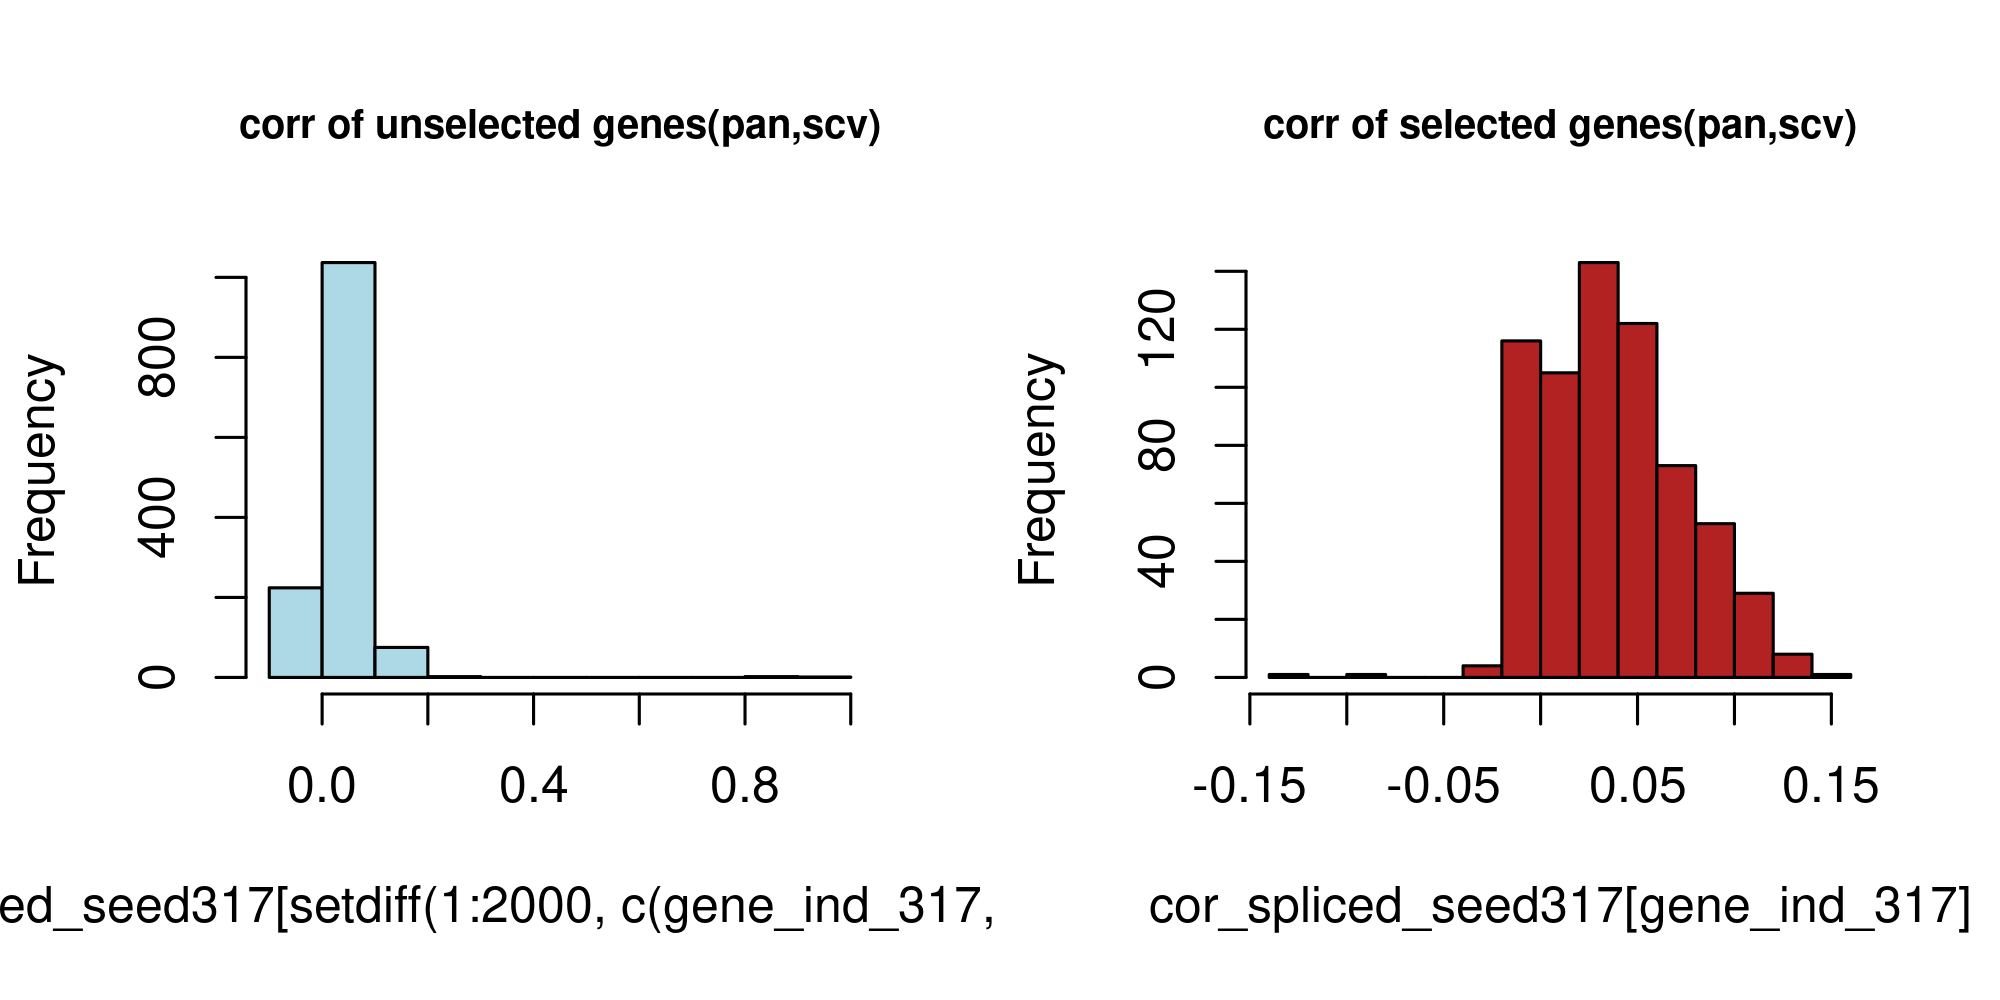 corr of unselected genes(pan,scv)
Frequency
800
400
0
0.0 0.4 0.8
ed_seed317[setdiff(1:2000, c(gene_ind_317,
corr of selected genes(pan,scv)
Frequency
120
80
40
0
-0.15 -0.05 0.05 0.15
cor_spliced_seed317[gene_ind_317]